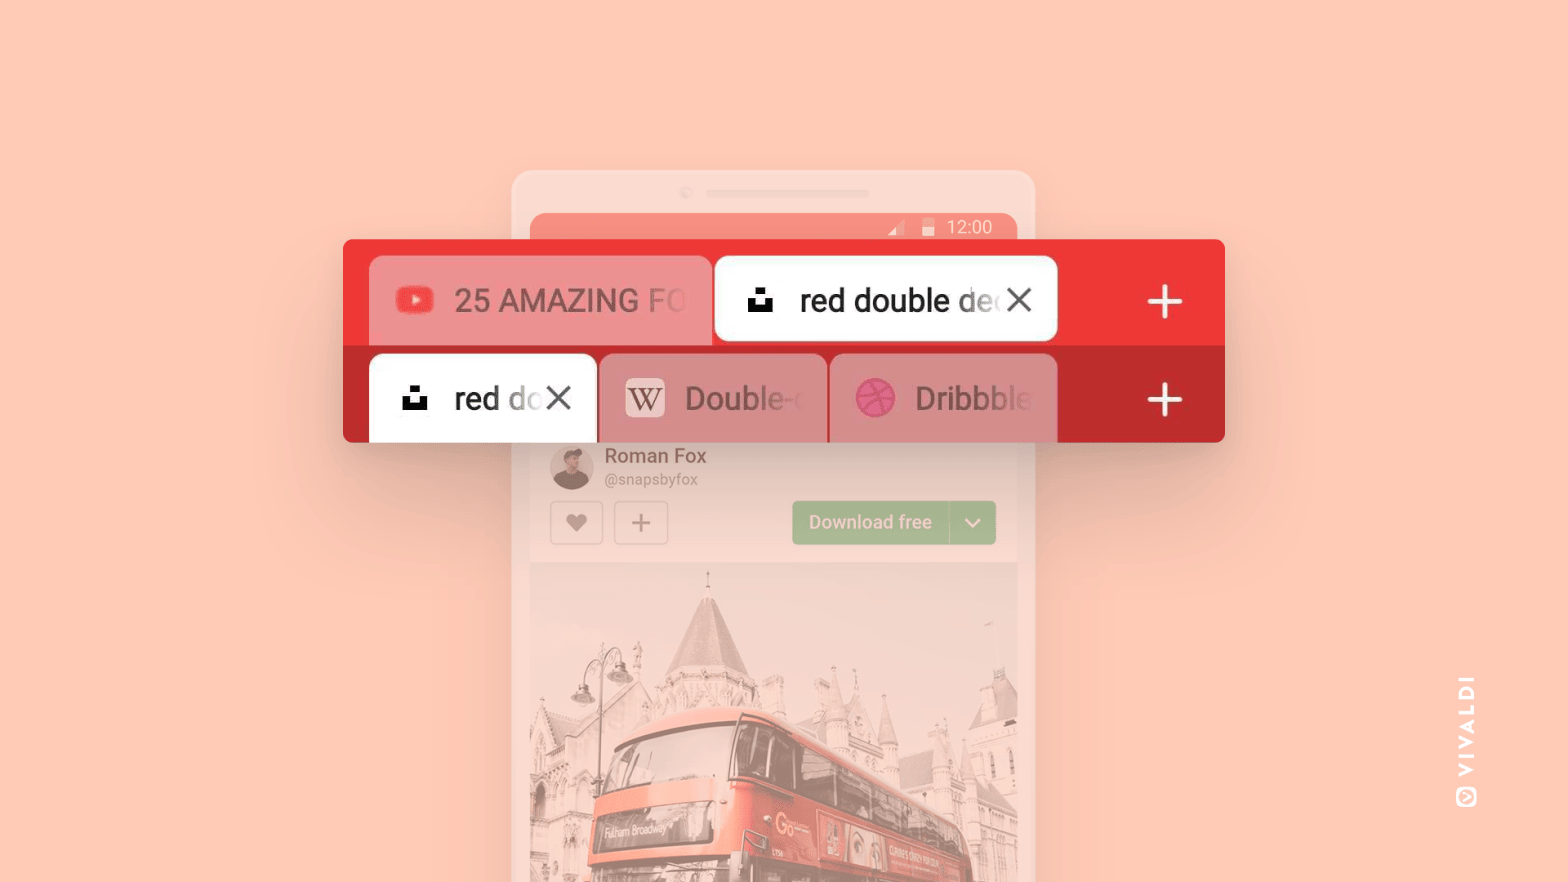 12:00
25 AMAZING FO
red double dec
red do
Double-
Dribbble
Roman Fox
@snapsbyfox
Download free
Fulham Broadway
Go
VIVALDI